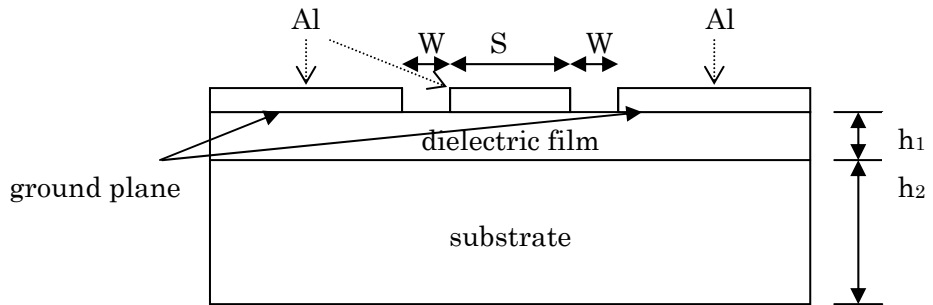 Al
Al
W
S
W
dielectric film
h₁
ground plane
h₂
substrate